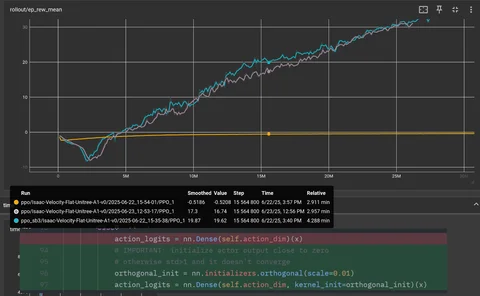 rollout/ep_rew_mean
30
20
10
0
-10
0 5M 10M 15M 20M 25M
Run Smoothed Value Step Time Relative
ppo/Isaac-Velocity-Flat-Unitree-A1-v0/2025-06-22_15-54-01/PPO_1 -0.5186 -0.5208 15 564 800 6/22/25, 3:57 PM 2.911 min
ppo/Isaac-Velocity-Flat-Unitree-A1-v0/2025-06-23_12-53-17/PPO_1 17.3 16.74 15 564 800 6/23/25, 12:56 PM 2.957 min
ppo_sb3/Isaac-Velocity-Flat-Unitree-A1-v0/2025-06-22_15-35-38/PPO_1 19.87 19.62 15 564 800 6/22/25, 3:40 PM 4.288 min
time
action_logits = nn.Dense(self.action_dim)(x)
# IMPORTANT: initialize actor output close to zero
# otherwise and it doesn't converge
orthogonal_init = nn.initializers.orthogonal(scale=0.01)
action_logits = nn.Dense(self.action_dim, kernel_init=orthogonal_init)(x)